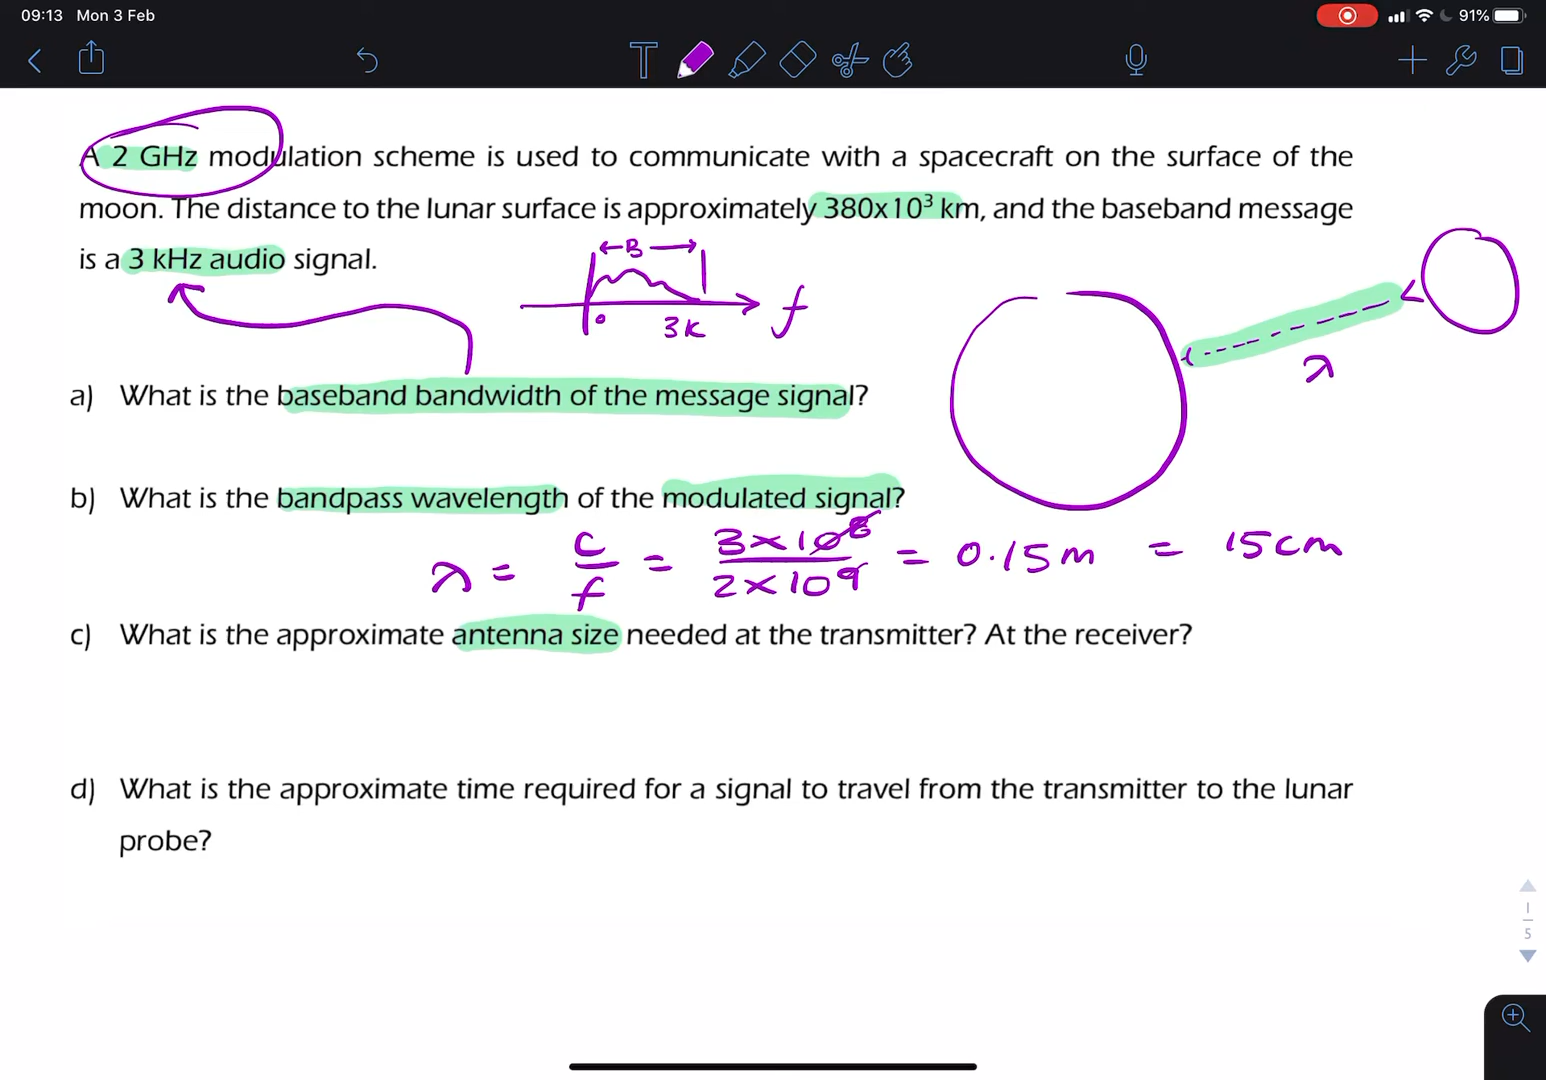 09:13 Mon 3 Feb
91%
A 2 GHz modulation scheme is used to communicate with a spacecraft on the surface of the
moon. The distance to the lunar surface is approximately 380x10³ km, and the baseband message
is a 3 kHz audio signal.
B
0 3K f
λ
a) What is the baseband bandwidth of the message signal?
b) What is the bandpass wavelength of the modulated signal?
λ = c/f = 3×10⁸/2×10⁹ = 0.15m = 15cm
c) What is the approximate antenna size needed at the transmitter? At the receiver?
d) What is the approximate time required for a signal to travel from the transmitter to the lunar
probe?
1
5